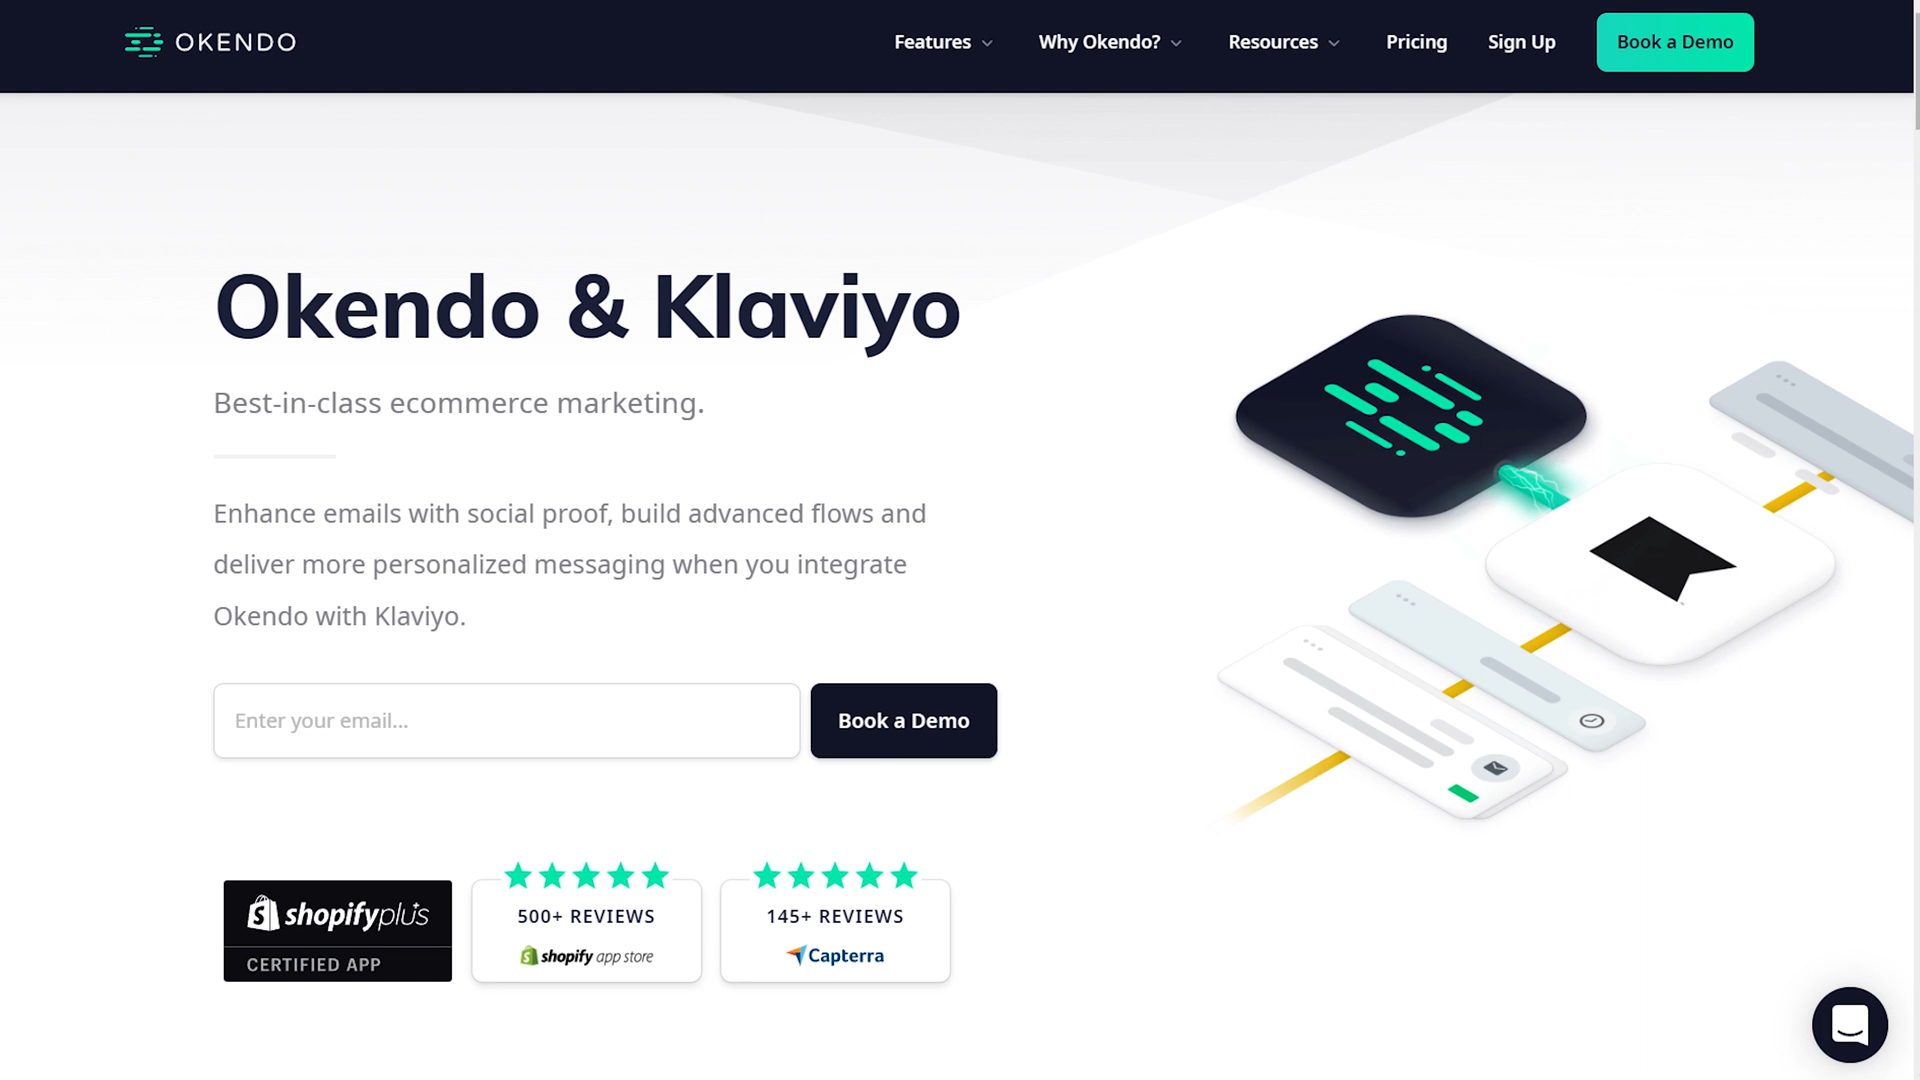 OKENDO
Features
Why Okendo?
Resources
Pricing
Sign Up
Book a Demo
Okendo & Klaviyo
Best-in-class ecommerce marketing.
Enhance emails with social proof, build advanced flows and
deliver more personalized messaging when you integrate
Okendo with Klaviyo.
Enter your email...
Book a Demo
shopifyplus
CERTIFIED APP
500+ REVIEWS
shopify app store
145+ REVIEWS
Capterra